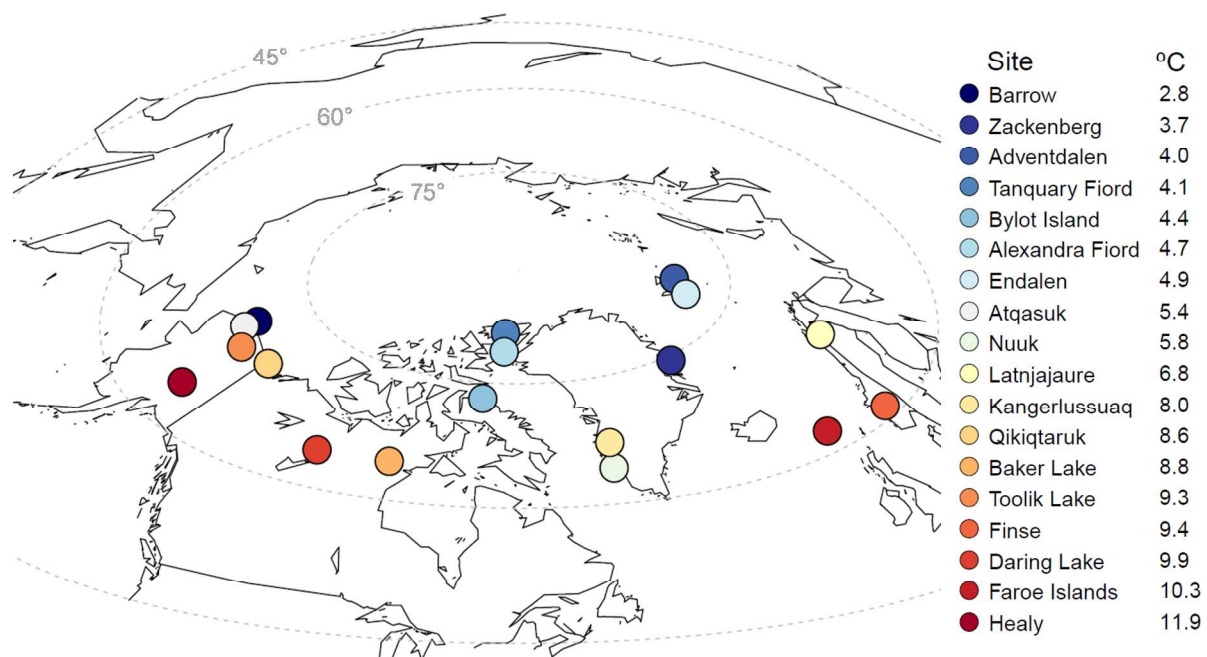 45°
60°
75°
Site ºC
Barrow 2.8
Zackenberg 3.7
Adventdalen 4.0
Tanquary Fiord 4.1
Bylot Island 4.4
Alexandra Fiord 4.7
Endalen 4.9
Atqasuk 5.4
Nuuk 5.8
Latnjajaure 6.8
Kangerlussuaq 8.0
Qikiqtaruk 8.6
Baker Lake 8.8
Toolik Lake 9.3
Finse 9.4
Daring Lake 9.9
Faroe Islands 10.3
Healy 11.9